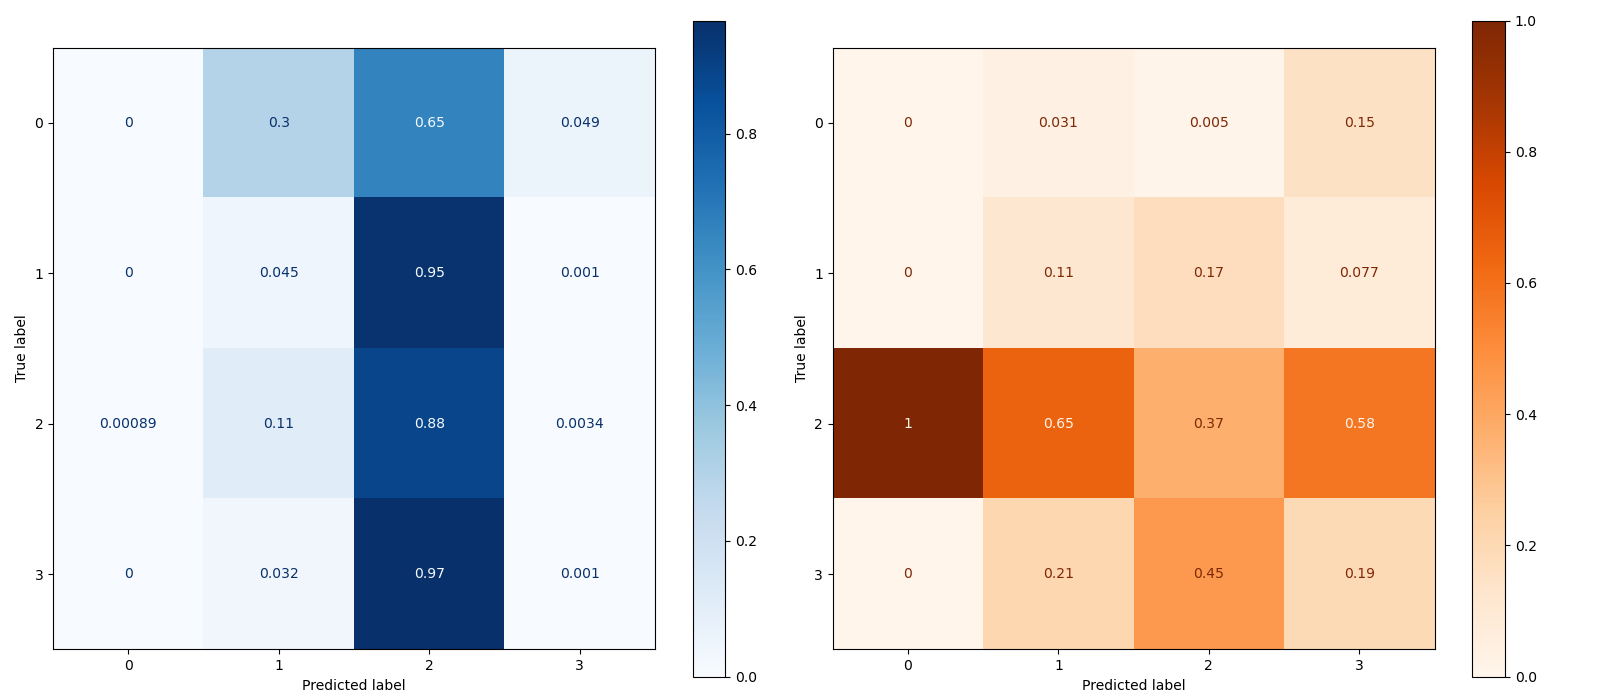 0 0 0.3 0.65 0.049
1 0 0.045 0.95 0.001
2 0.00089 0.11 0.88 0.0034
3 0 0.032 0.97 0.001
0 1 2 3
True label
Predicted label
0.8
0.6
0.4
0.2
0.0
0 0 0.031 0.005 0.15
1 0 0.11 0.17 0.077
2 1 0.65 0.37 0.58
3 0 0.21 0.45 0.19
0 1 2 3
True label
Predicted label
1.0
0.8
0.6
0.4
0.2
0.0